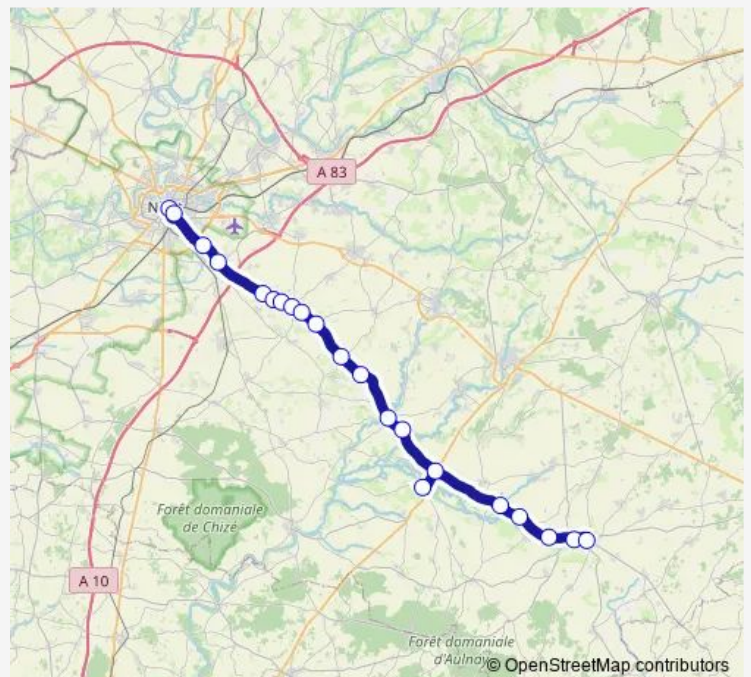 A 83
Forêt domaniale
de Chizé
A 10
Forêt domaniale
d'Aulnay
© OpenStreetMap contributors